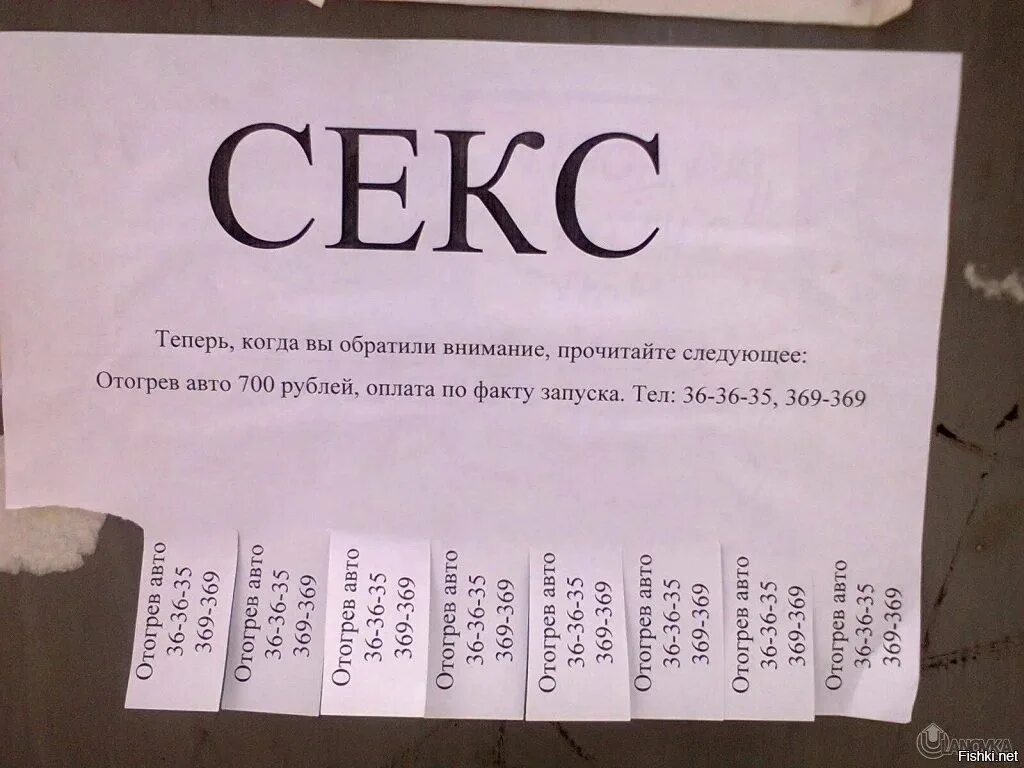 СЕКС
Теперь, когда вы обратили внимание, прочитайте следующее:
Отогрев авто 700 рублей, оплата по факту запуска. Тел: 36-36-35, 369-369
Отогрев авто
36-36-35
369-369
Отогрев авто
36-36-35
369-369
Отогрев авто
36-36-35
369-369
Отогрев авто
36-36-35
369-369
Отогрев авто
36-36-35
369-369
Отогрев авто
36-36-35
369-369
Отогрев авто
36-36-35
369-369
Отогрев авто
36-36-35
369-369
Fishki.net